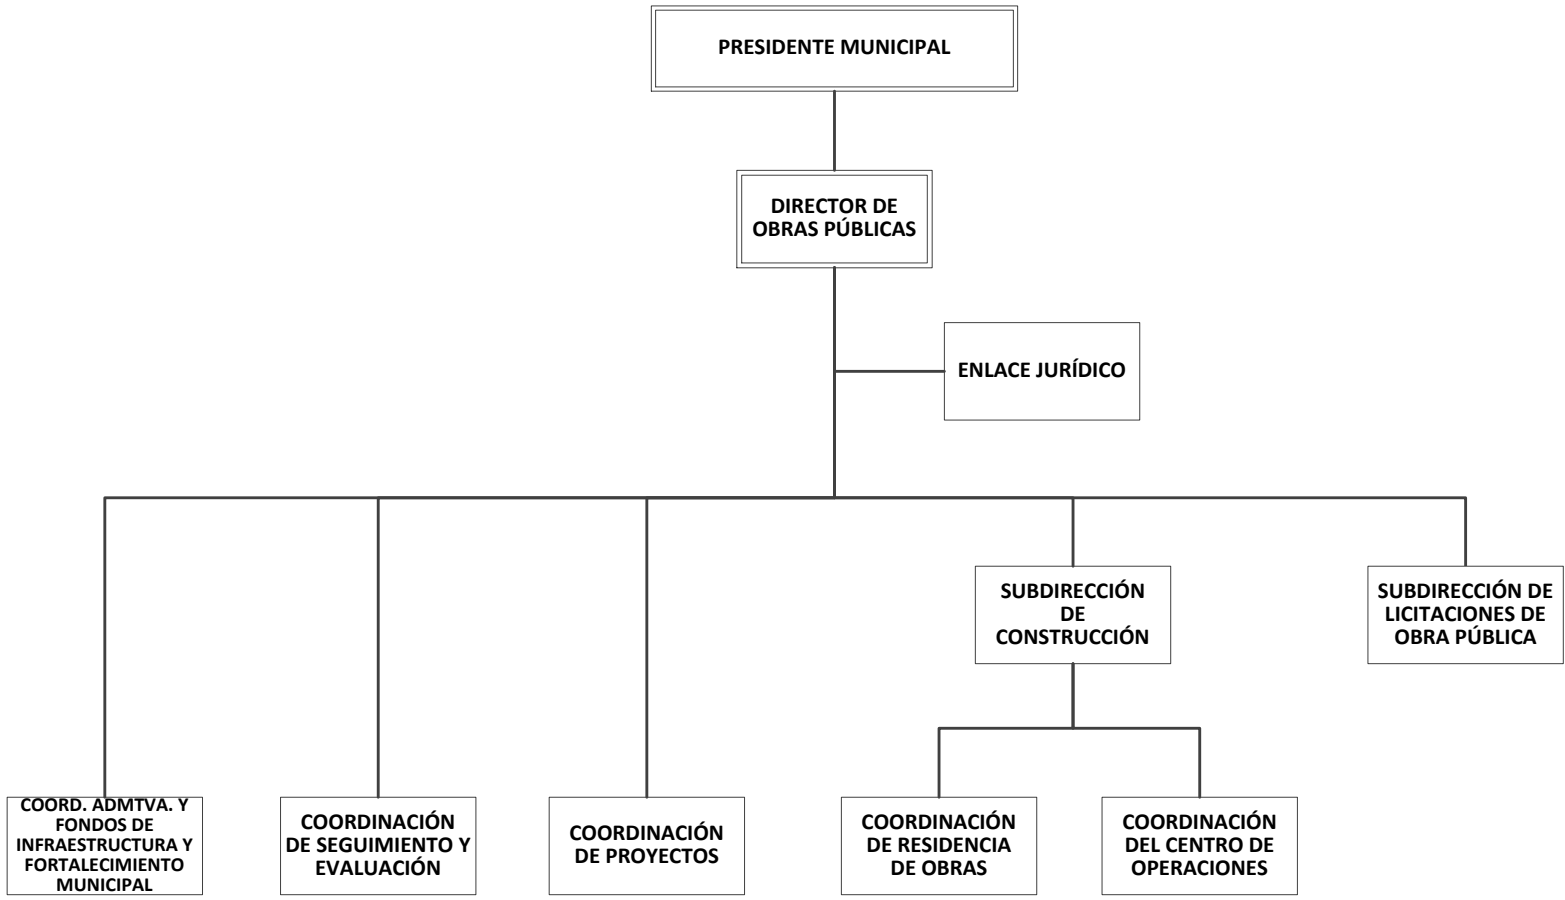 PRESIDENTE MUNICIPAL
DIRECTOR DE
OBRAS PÚBLICAS
ENLACE JURÍDICO
SUBDIRECCIÓN
DE
CONSTRUCCIÓN
SUBDIRECCIÓN DE
LICITACIONES DE
OBRA PÚBLICA
COORD. ADMTVA. Y
FONDOS DE
INFRAESTRUCTURA Y
FORTALECIMIENTO
MUNICIPAL
COORDINACIÓN
DE SEGUIMIENTO Y
EVALUACIÓN
COORDINACIÓN
DE PROYECTOS
COORDINACIÓN
DE RESIDENCIA
DE OBRAS
COORDINACIÓN
DEL CENTRO DE
OPERACIONES